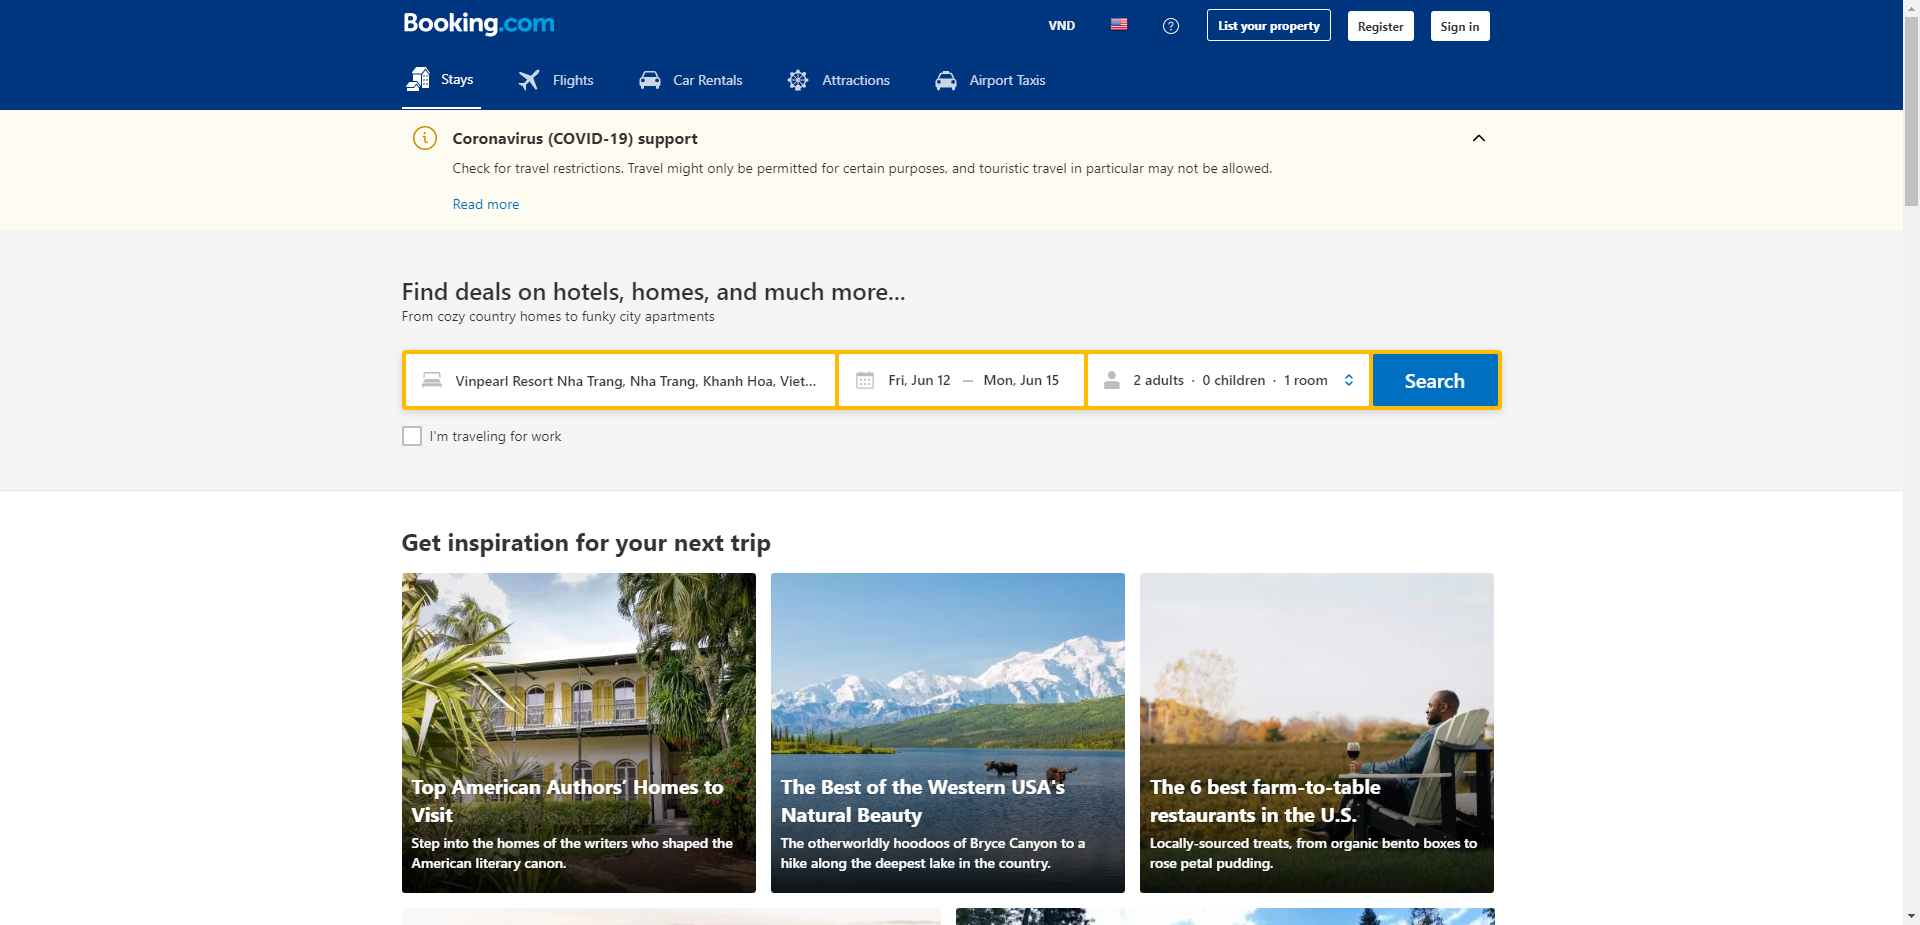 Booking.com
VND
List your property
Register
Sign in
Stays
Flights
Car Rentals
Attractions
Airport Taxis
Coronavirus (COVID-19) support
Check for travel restrictions. Travel might only be permitted for certain purposes, and touristic travel in particular may not be allowed.
Read more
Find deals on hotels, homes, and much more...
From cozy country homes to funky city apartments
Vinpearl Resort Nha Trang, Nha Trang, Khanh Hoa, Viet...
Fri, Jun 12 — Mon, Jun 15
2 adults · 0 children · 1 room
Search
I'm traveling for work
Get inspiration for your next trip
Top American Authors’ Homes to
Visit
Step into the homes of the writers who shaped the
American literary canon.
The Best of the Western USA's
Natural Beauty
The otherworldly hoodoos of Bryce Canyon to a
hike along the deepest lake in the country.
The 6 best farm-to-table
restaurants in the U.S.
Locally-sourced treats, from organic bento boxes to
rose petal pudding.